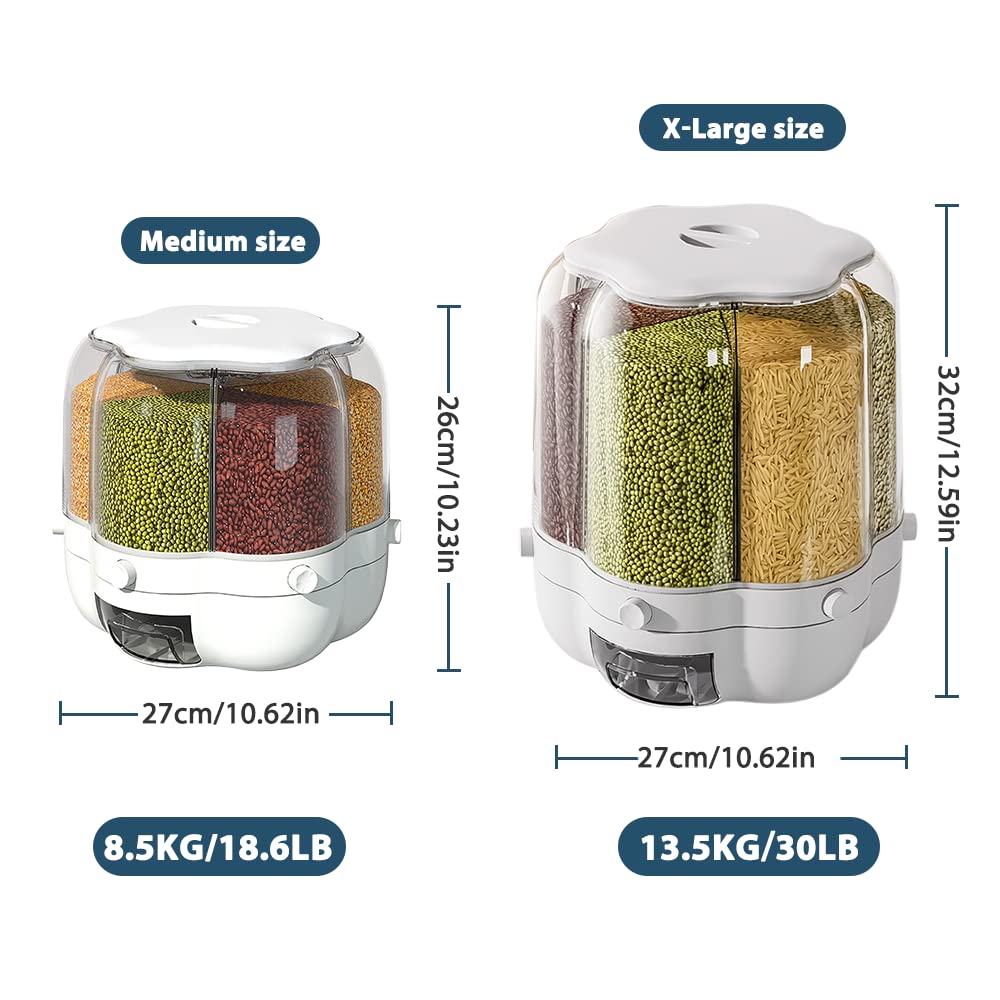 X-Large size
Medium size
26cm/10.23in
32cm/12.59in
27cm/10.62in
27cm/10.62in
8.5KG/18.6LB
13.5KG/30LB